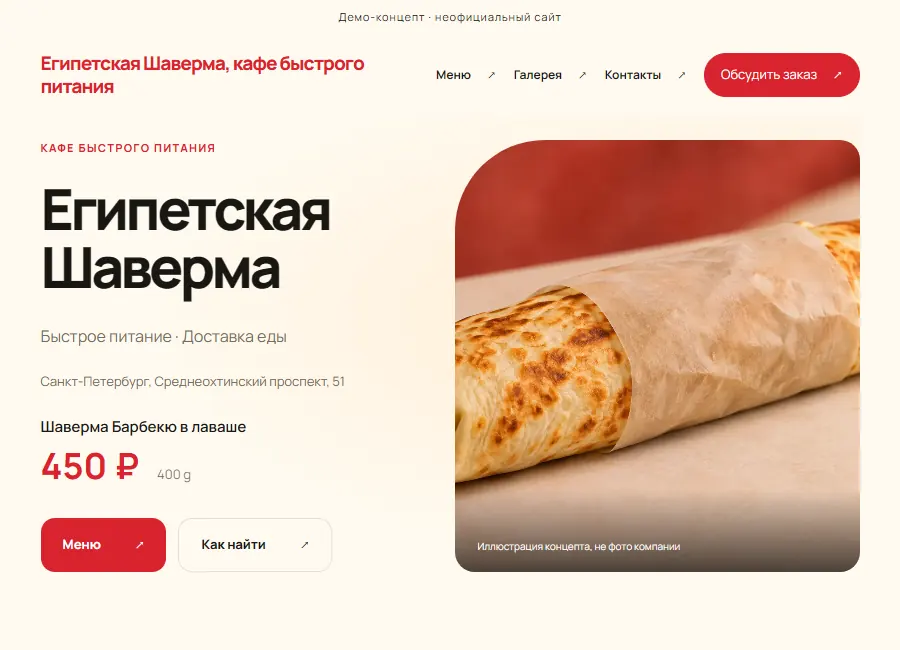 Демо-концепт · неофициальный сайт
Египетская Шаверма, кафе быстрого
питания
Меню ↗ Галерея ↗ Контакты ↗ Обсудить заказ ↗
КАФЕ БЫСТРОГО ПИТАНИЯ
Египетская
Шаверма
Быстрое питание · Доставка еды
Санкт-Петербург, Среднеохтинский проспект, 51
Шаверма Барбекю в лаваше
450 ₽ 400 g
Меню ↗ Как найти ↗
Иллюстрация концепта, не фото компании